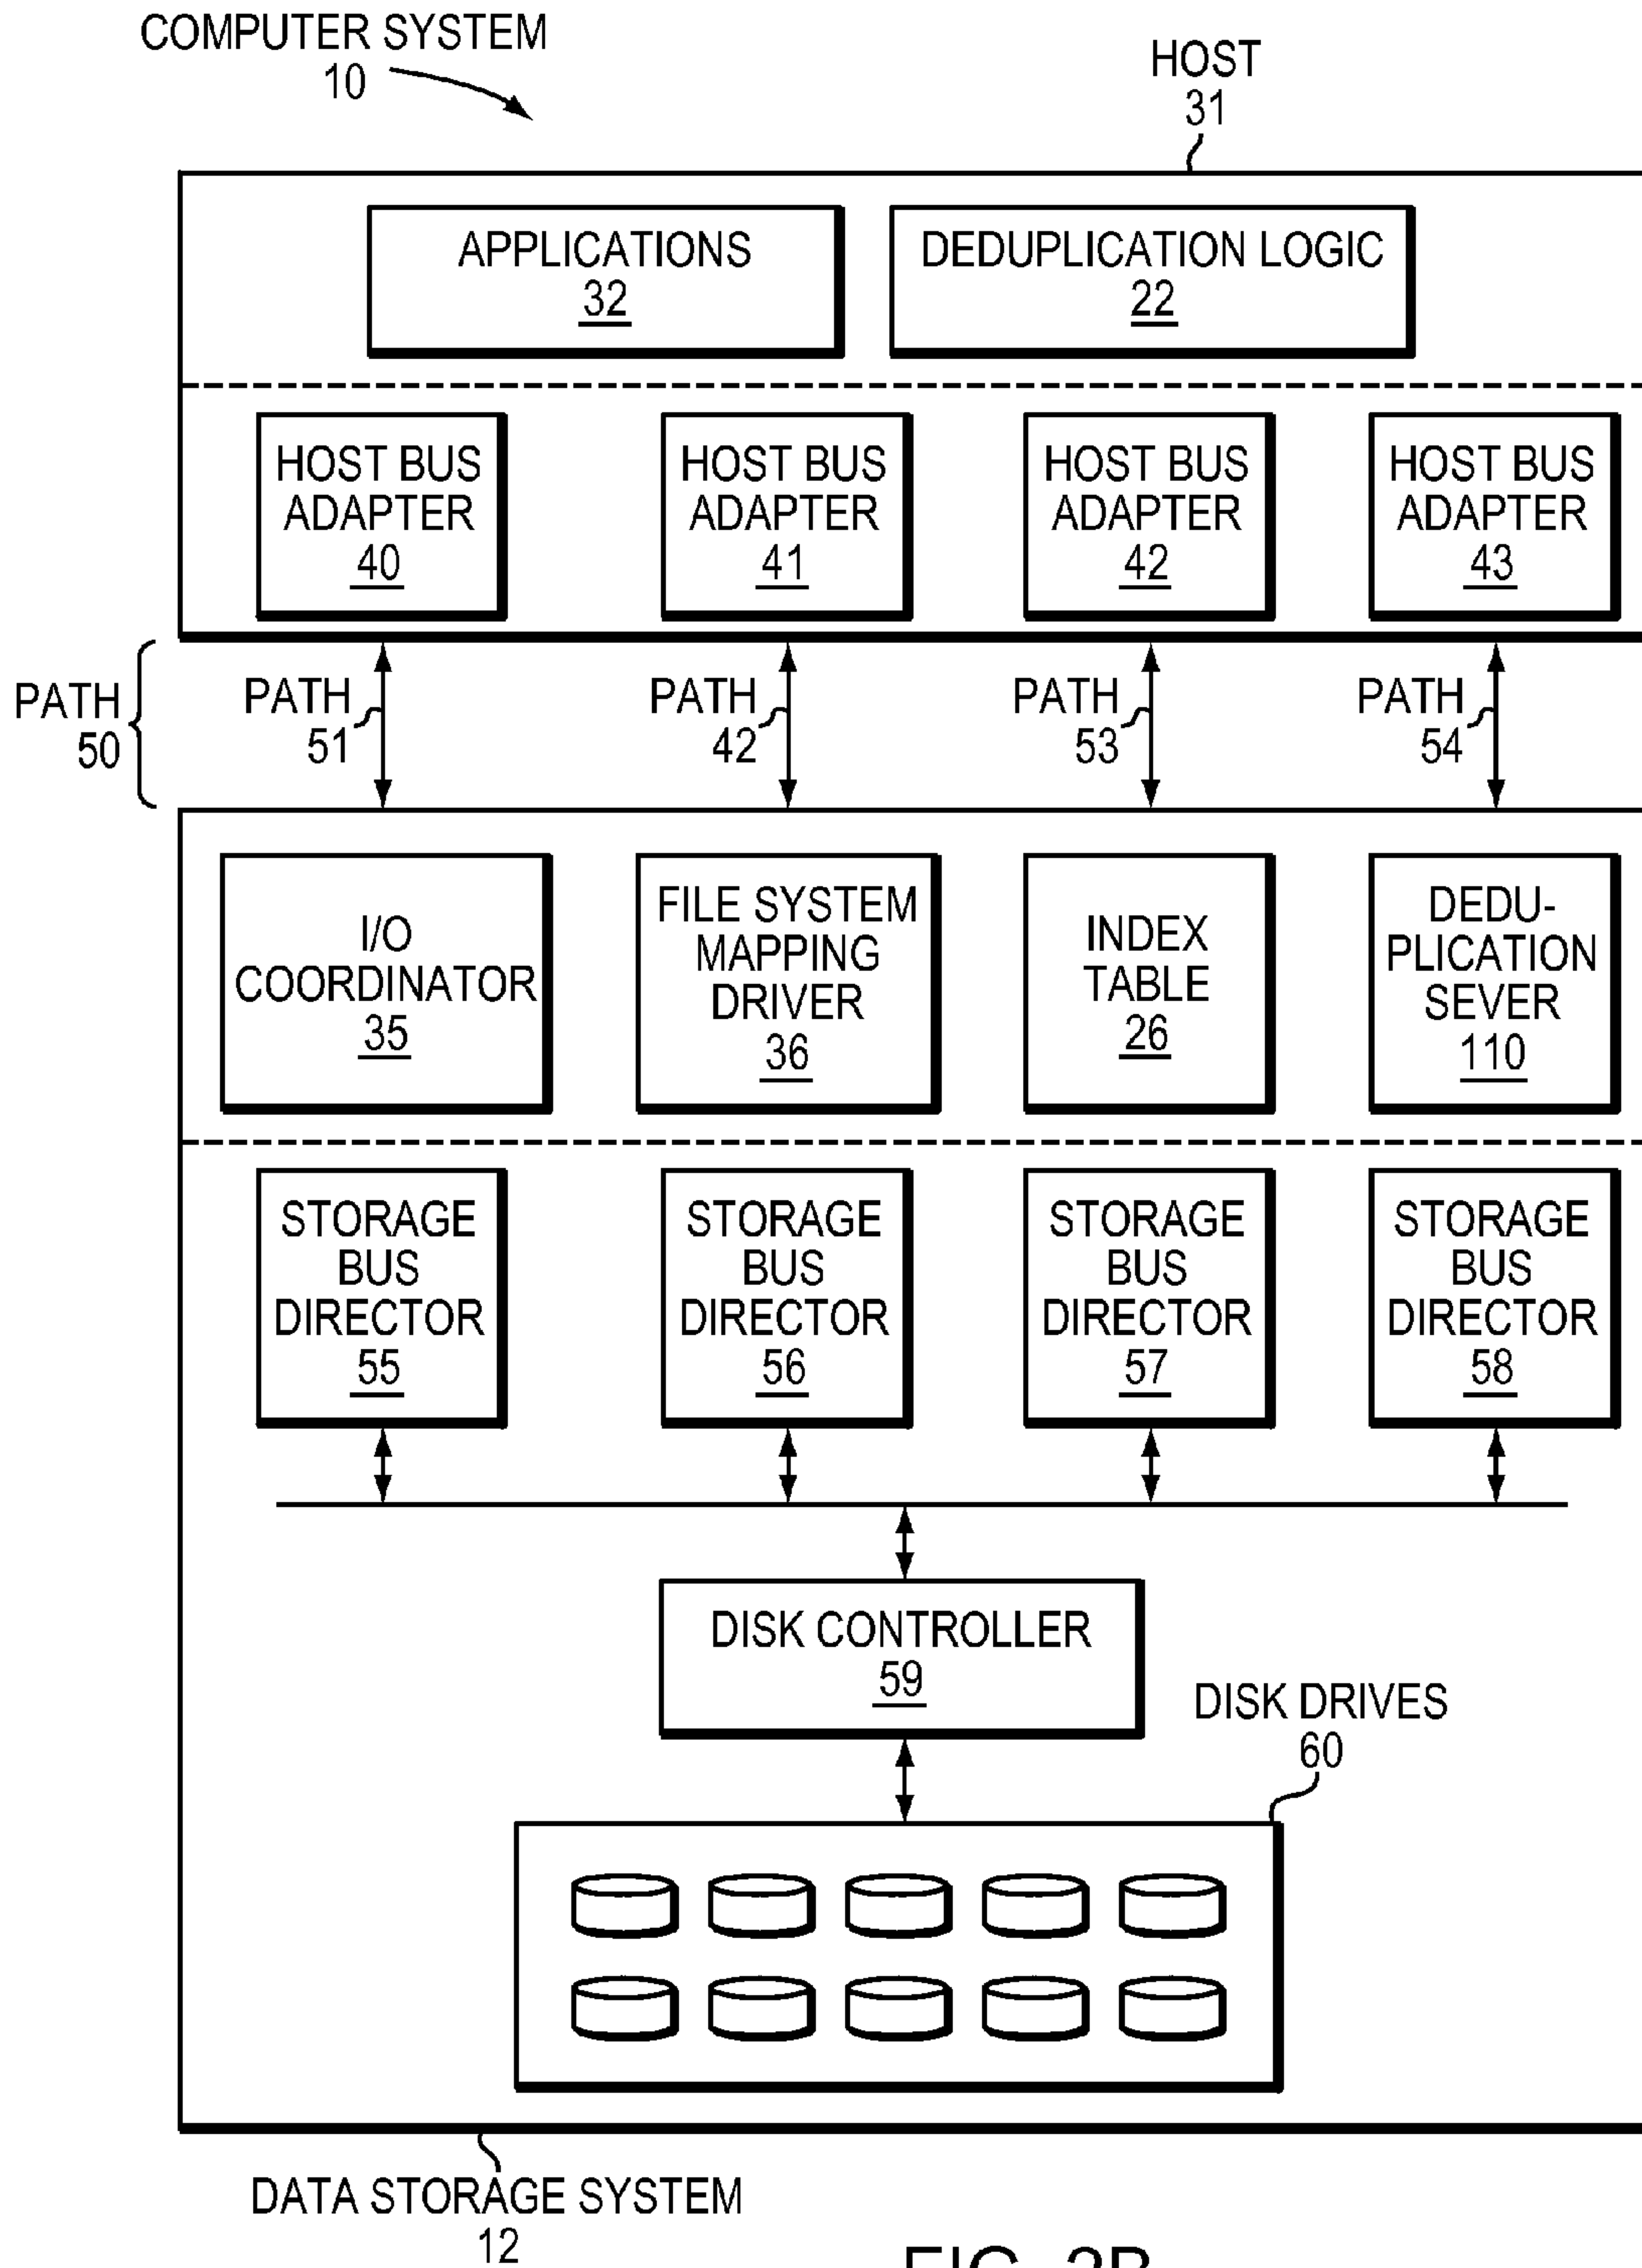 COMPUTER SYSTEM
10
HOST
31
APPLICATIONS
32
DEDUPLICATION LOGIC
22
HOST BUS
ADAPTER
40
HOST BUS
ADAPTER
41
HOST BUS
ADAPTER
42
HOST BUS
ADAPTER
43
PATH
50
PATH
51
PATH
42
PATH
53
PATH
54
I/O
COORDINATOR
35
FILE SYSTEM
MAPPING
DRIVER
36
INDEX
TABLE
26
DEDU-
PLICATION
SEVER
110
STORAGE
BUS
DIRECTOR
55
STORAGE
BUS
DIRECTOR
56
STORAGE
BUS
DIRECTOR
57
STORAGE
BUS
DIRECTOR
58
DISK CONTROLLER
59
DISK DRIVES
60
DATA STORAGE SYSTEM
12